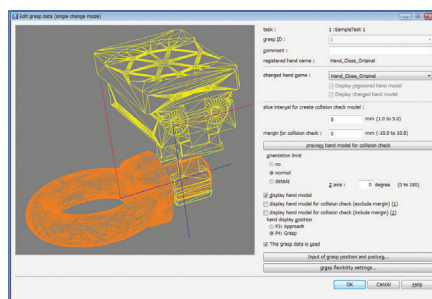 Edit grasp data (single change mode)
task : 1 :SampleTask 1
grasp ID : 1
comment :
registered hand name : Hand_Close_Original
changed hand name : Hand_Close_Original
Display registered hand model
Display changed hand model
slice interval for create collision check model :
5 mm (1.0 to 5.0)
margin for collision check : 0 mm (-10.0 to 10.0)
preview hand model for collision check
orientation limit
no
normal
details Z axis : 0 degree (0 to 180)
display hand model
display hand model for collision check (exclude margin) (1)
display hand model for collision check (include margin) (2)
hand display position
P3: Approach
P4: Grasp
This grasp data is used
Input of grasp position and posture...
grasp flexibility settings...
OK Cancel Help